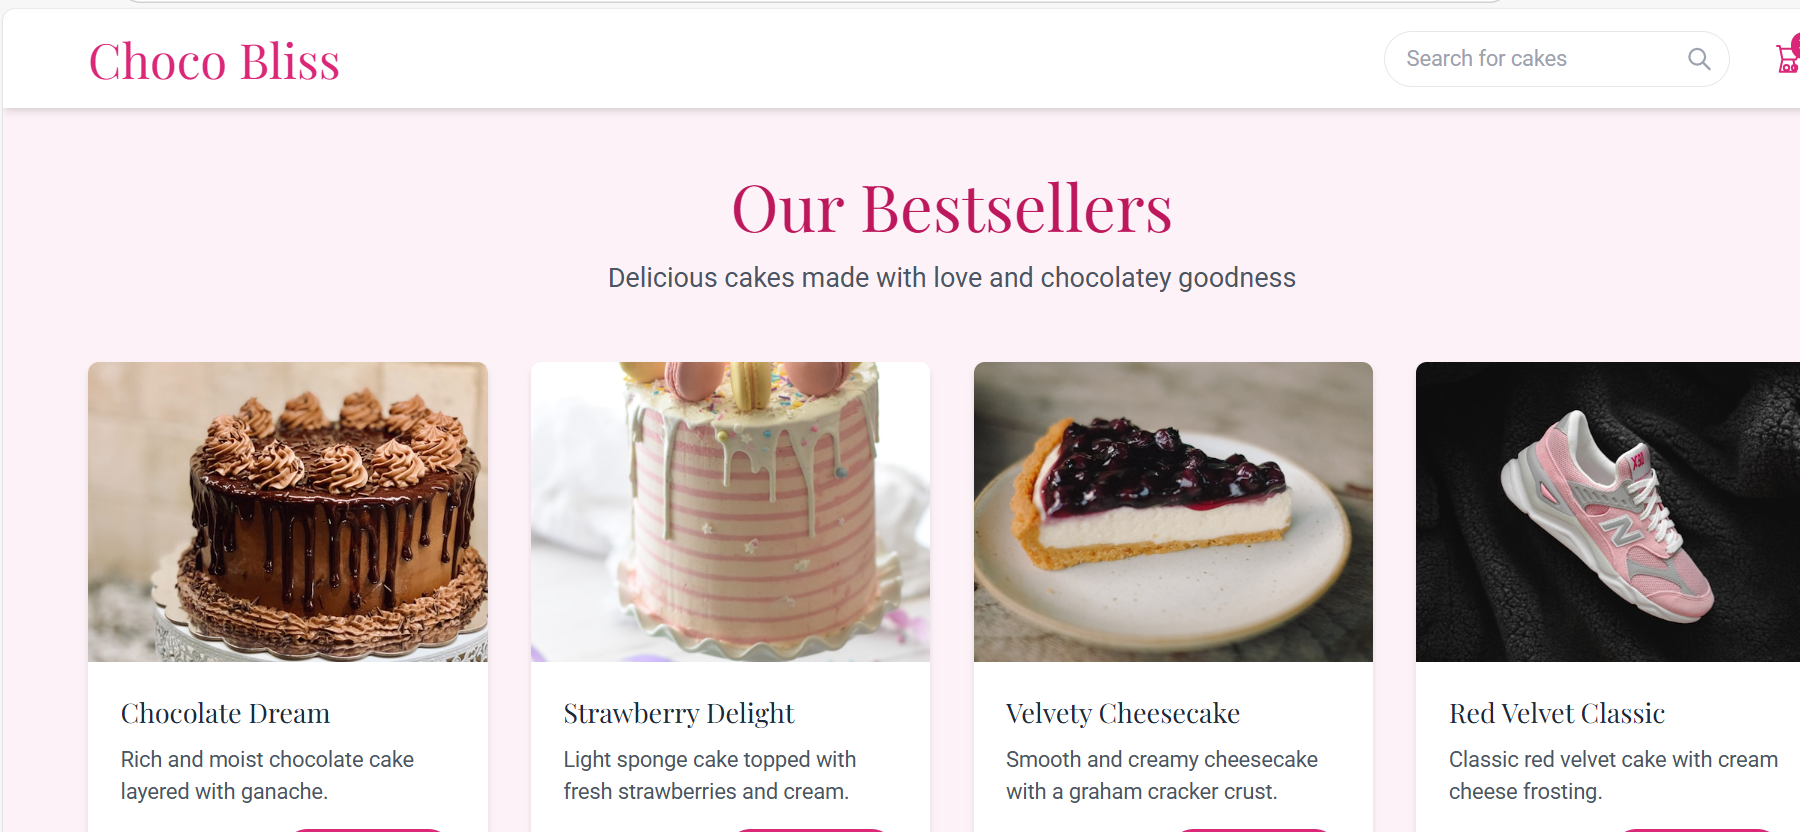 Choco Bliss
Search for cakes
Our Bestsellers
Delicious cakes made with love and chocolatey goodness
X90
N
Chocolate Dream
Strawberry Delight
Velvety Cheesecake
Red Velvet Classic
Rich and moist chocolate cake
layered with ganache.
Light sponge cake topped with
fresh strawberries and cream.
Smooth and creamy cheesecake
with a graham cracker crust.
Classic red velvet cake with cream
cheese frosting.